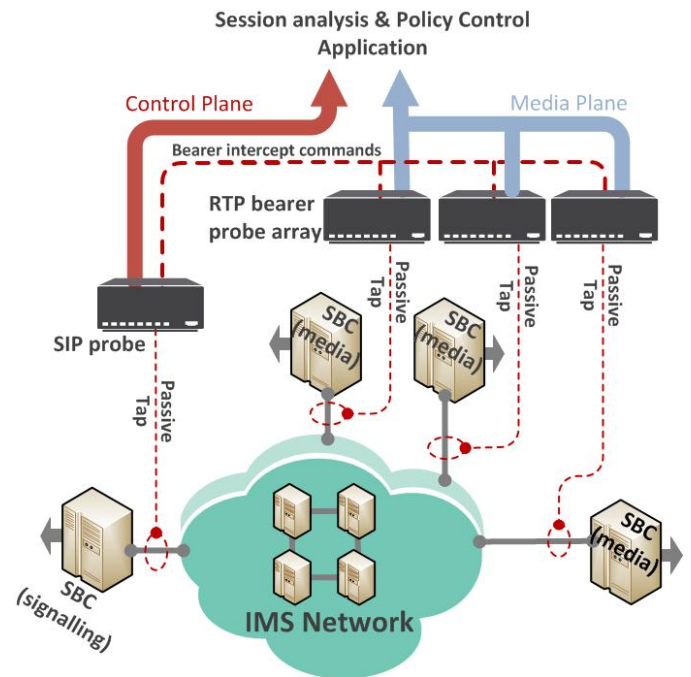 Session analysis & Policy Control
Application
Control Plane
Media Plane
Bearer intercept commands
RTP bearer
probe array
SIP probe
Passive
Tap
Passive
Tap
Passive
Tap
Passive
Tap
SBC
(media)
SBC
(media)
SBC
(media)
SBC
(signalling)
IMS Network